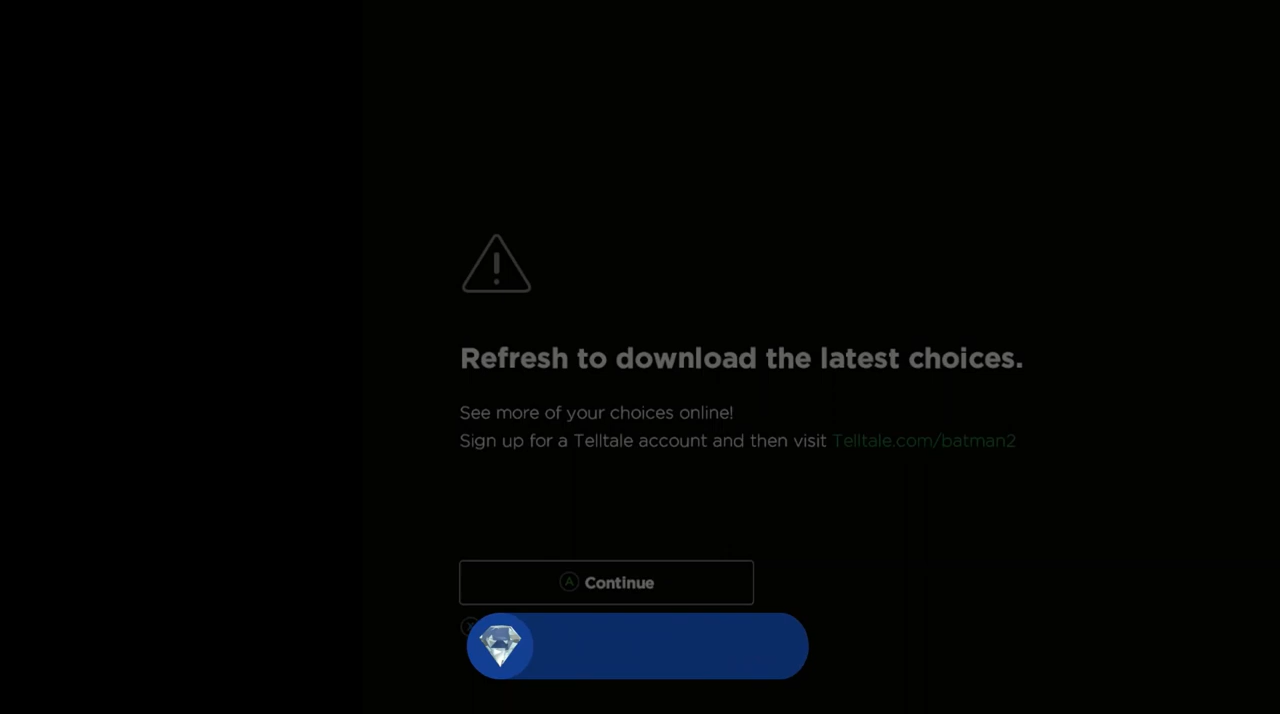 Refresh to download the latest choices.
See more of your choices online!
Sign up for a Telltale account and then visit Telltale.com/batman2
A Continue
X